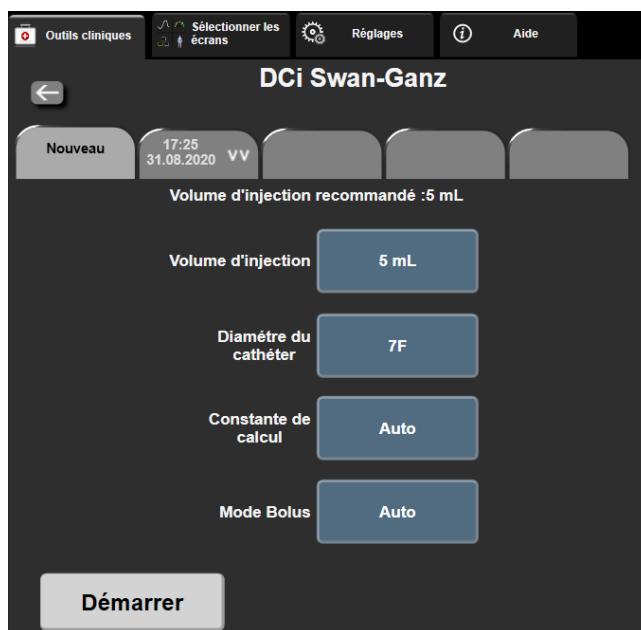 Outils cliniques
Sélectionner les
écrans
Réglages
Aide
DCi Swan-Ganz
Nouveau
17:25
31.08.2020
Volume d'injection recommandé :5 mL
Volume d'injection
5 mL
Diamétre du
cathéter
7F
Constante de
calcul
Auto
Mode Bolus
Auto
Démarrer